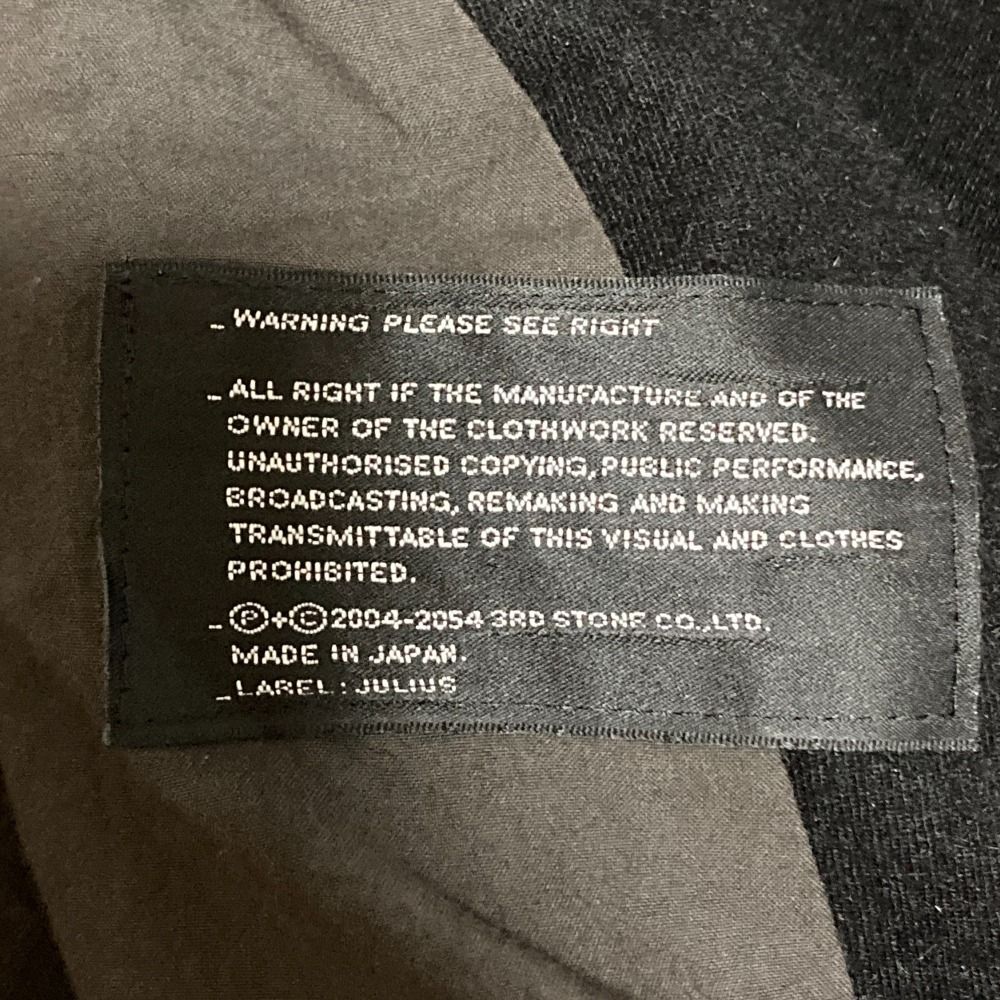 _WARNING PLEASE SEE RIGHT
_ALL RIGHT IF THE MANUFACTURE AND OF THE
OWNER OF THE CLOTHWORK RESERVED.
UNAUTHORISED COPYING, PUBLIC PERFORMANCE,
BROADCASTING, REMAKING AND MAKING
TRANSMITTABLE OF THIS VISUAL AND CLOTHES
PROHIBITED.
_Ⓟ+©2004-2054 3RD STONE CO.,LTD.
MADE IN JAPAN.
_LABEL : JULIUS